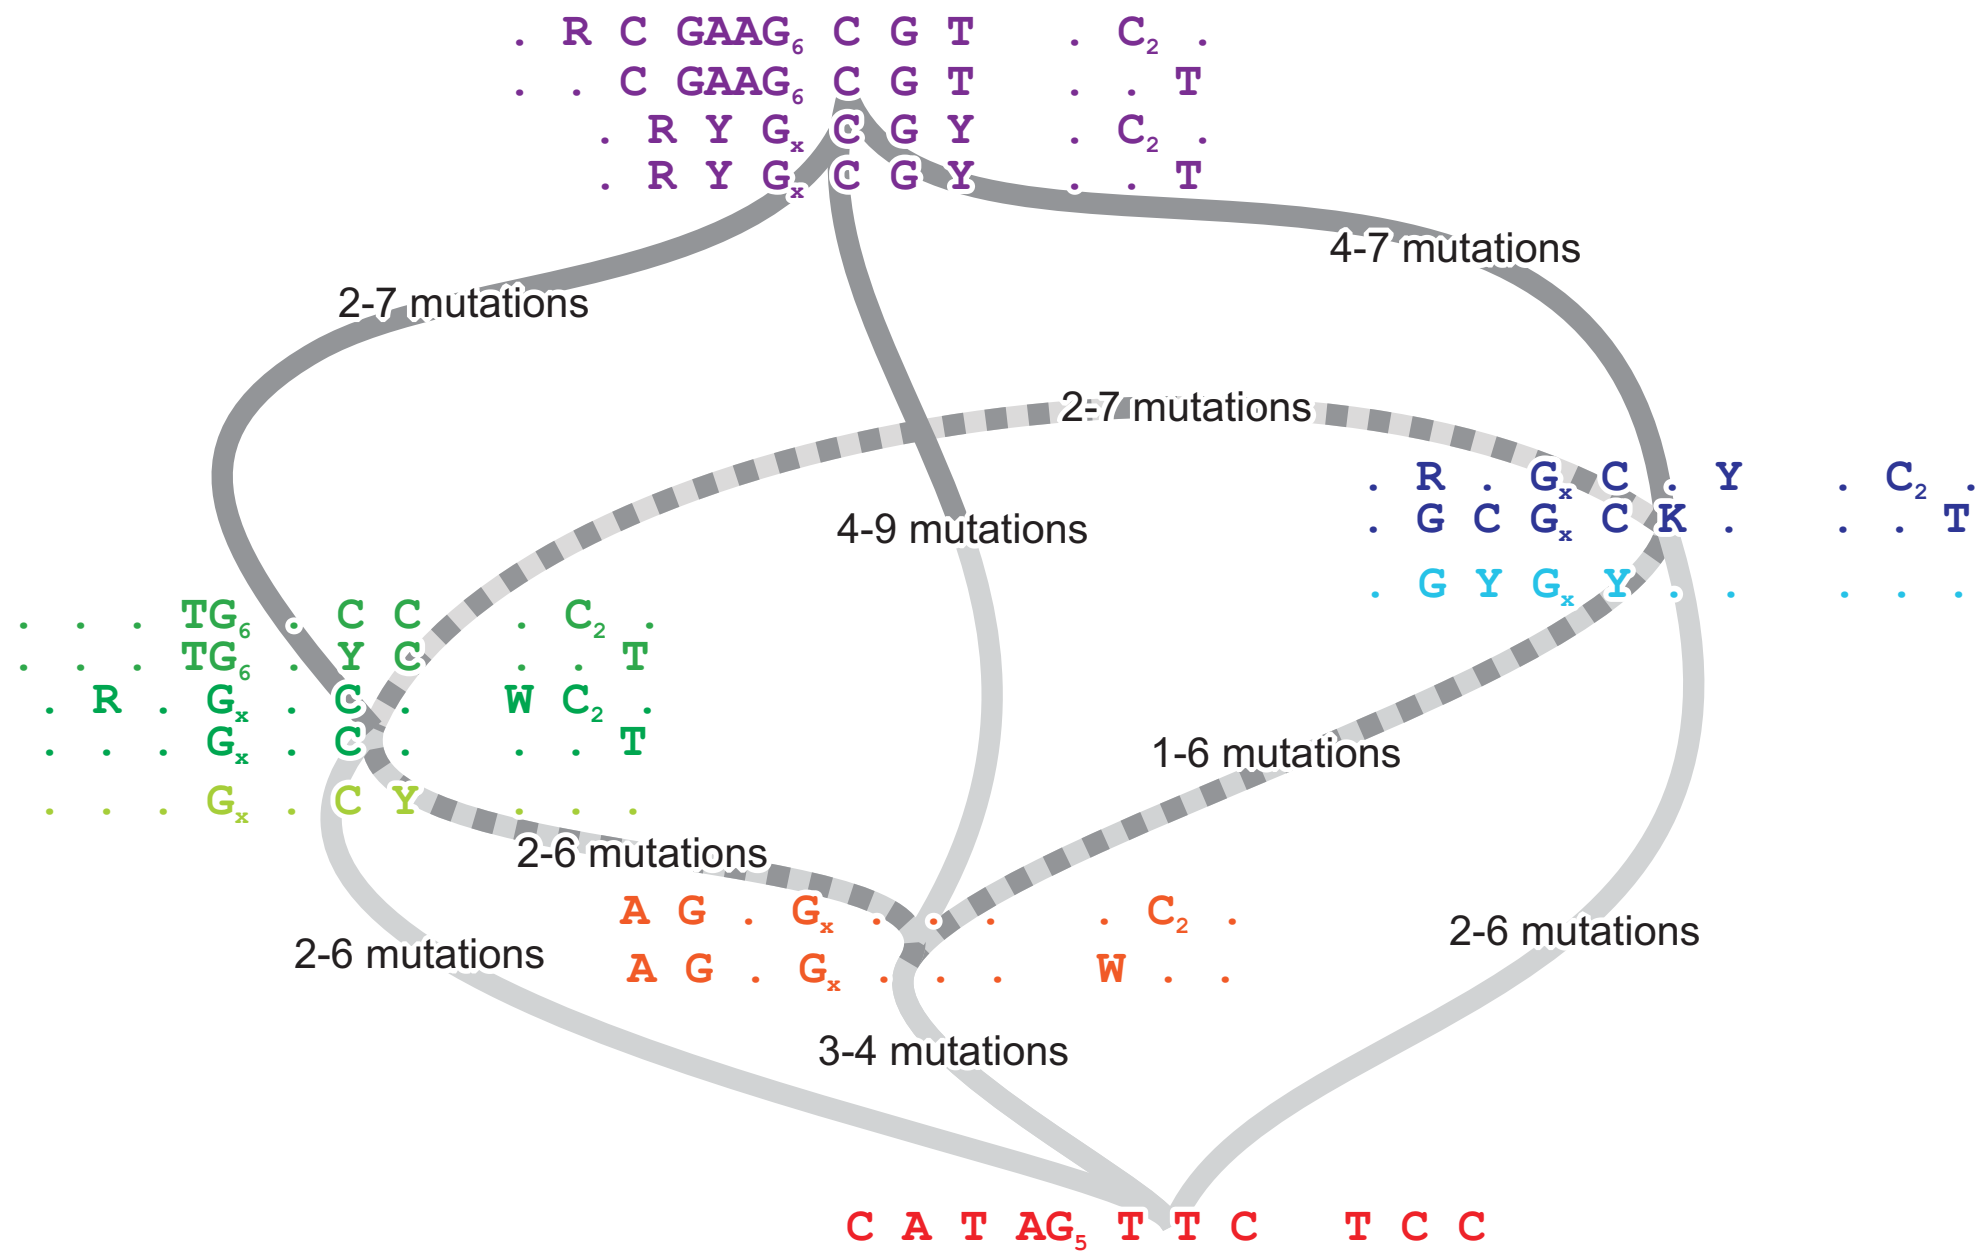 . R C GAAG6 C G T . C2 .
. . C GAAG6 C G T . . T
. R Y Gx C G Y . C2 .
. R Y Gx C G Y . . T
4-7 mutations
2-7 mutations
2-7 mutations
. R . Gx C . Y . C2 .
. G C Gx C K . . . T
4-9 mutations
. G Y Gx Y . . . . .
. . . TG6 . C C . C2 .
. . . TG6 . Y C . . T
. R . Gx . C . W C2 .
. . . Gx . C . . . T
1-6 mutations
. . . Gx . C Y . . .
2-6 mutations
A G . Gx . . . . C2 .
2-6 mutations
2-6 mutations
A G . Gx . . . W . .
3-4 mutations
C A T AG5 T T C T C C